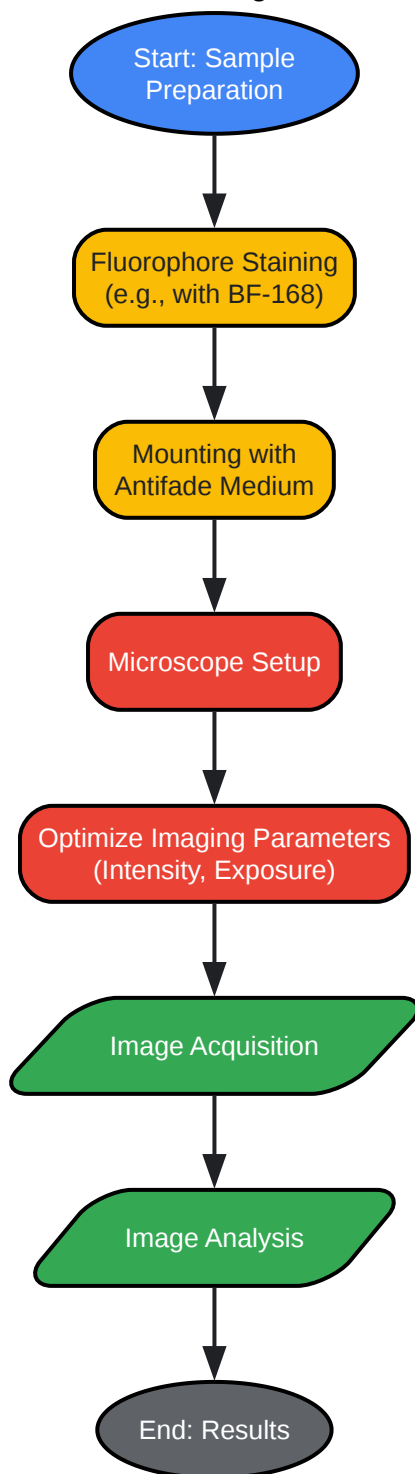 Start: Sample
Preparation
Fluorophore Staining
(e.g., with BF-168)
Mounting with
Antifade Medium
Microscope Setup
Optimize Imaging Parameters
(Intensity, Exposure)
Image Acquisition
Image Analysis
End: Results